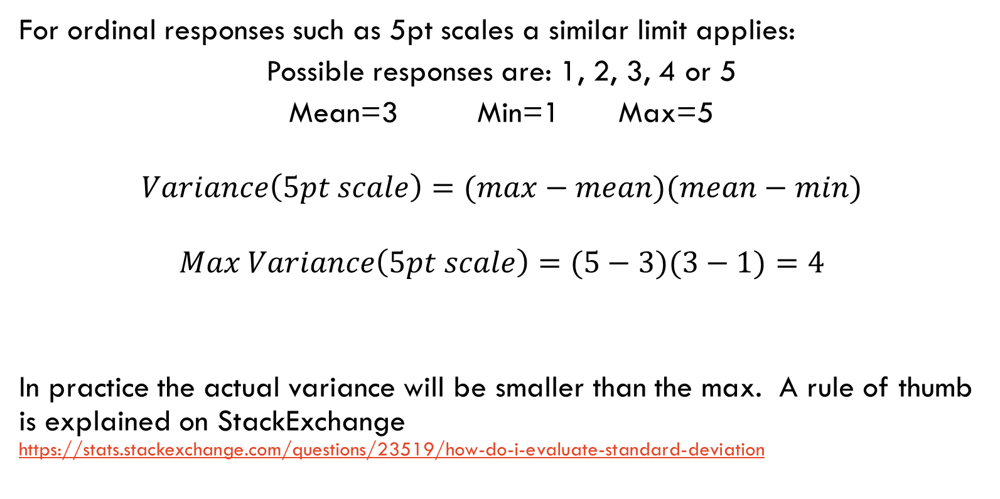 For ordinal responses such as 5pt scales a similar limit applies:
Possible responses are: 1, 2, 3, 4 or 5
Mean=3 Min=1 Max=5
Variance(5pt scale) = (max − mean)(mean − min)
Max Variance(5pt scale) = (5 − 3)(3 − 1) = 4
In practice the actual variance will be smaller than the max. A rule of thumb
is explained on StackExchange
https://stats.stackexchange.com/questions/23519/how-do-i-evaluate-standard-deviation